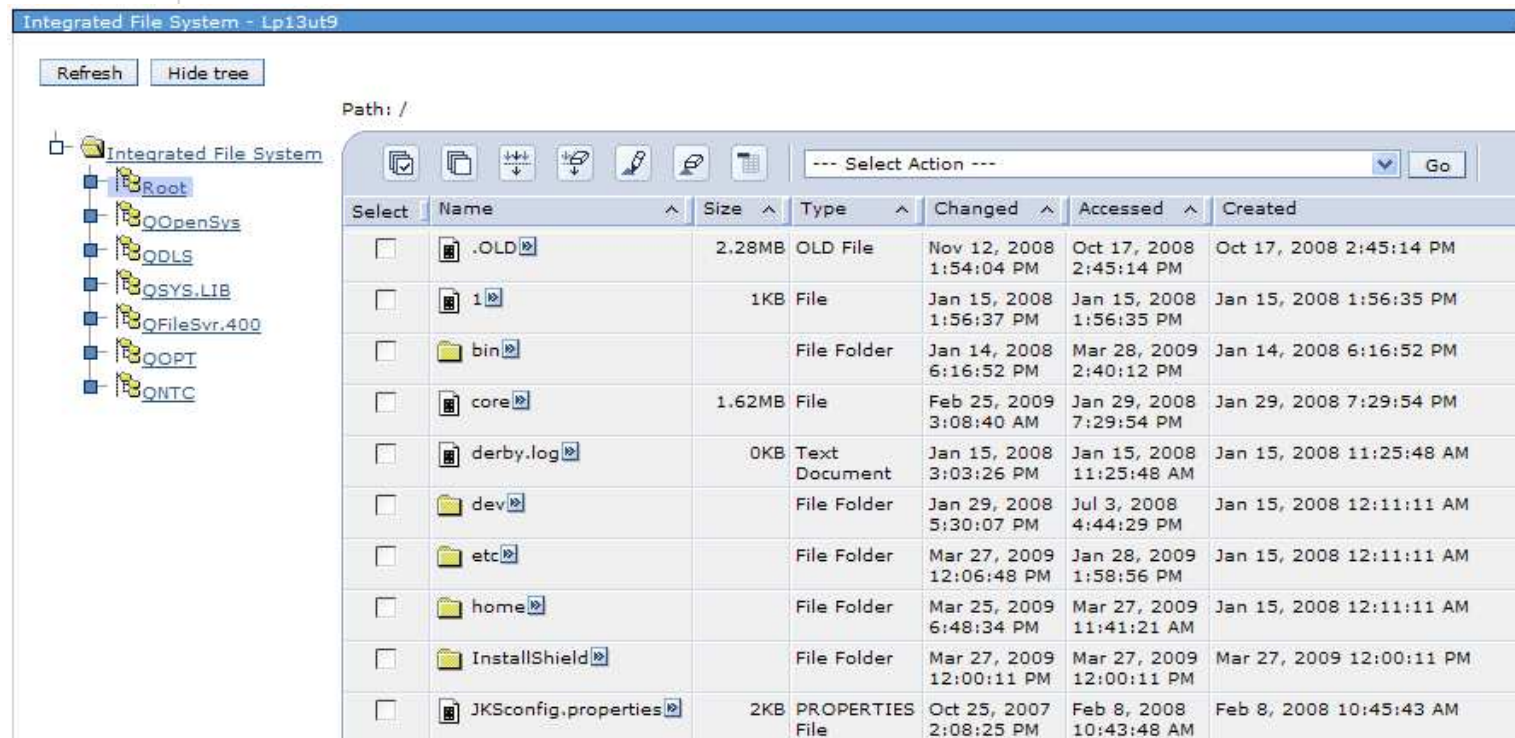 Integrated File System - Lp13ut9
Refresh Hide tree
Path: /
Integrated File System
Root
QOpenSys
QDLS
QSYS.LIB
QFileSvr.400
QOPT
QNTC
--- Select Action --- Go
Select Name Size Type Changed Accessed Created
.OLD 2.28MB OLD File Nov 12, 2008 Oct 17, 2008 Oct 17, 2008 2:45:14 PM
1:54:04 PM 2:45:14 PM
1 1KB File Jan 15, 2008 Jan 15, 2008 Jan 15, 2008 1:56:35 PM
1:56:37 PM 1:56:35 PM
bin File Folder Jan 14, 2008 Mar 28, 2009 Jan 14, 2008 6:16:52 PM
6:16:52 PM 2:40:12 PM
core 1.62MB File Feb 25, 2009 Jan 29, 2008 Jan 29, 2008 7:29:54 PM
3:08:40 AM 7:29:54 PM
derby.log 0KB Text Jan 15, 2008 Jan 15, 2008 Jan 15, 2008 11:25:48 AM
Document 3:03:26 PM 11:25:48 AM
dev File Folder Jan 29, 2008 Jul 3, 2008 Jan 15, 2008 12:11:11 AM
5:30:07 PM 4:44:29 PM
etc File Folder Mar 27, 2009 Jan 28, 2009 Jan 15, 2008 12:11:11 AM
12:06:48 PM 1:58:56 PM
home File Folder Mar 25, 2009 Mar 27, 2009 Jan 15, 2008 12:11:11 AM
6:48:34 PM 11:41:21 AM
InstallShield File Folder Mar 27, 2009 Mar 27, 2009 Mar 27, 2009 12:00:11 PM
12:00:11 PM 12:00:11 PM
JKSconfig.properties 2KB PROPERTIES Oct 25, 2007 Feb 8, 2008 Feb 8, 2008 10:45:43 AM
File 2:08:25 PM 10:43:48 AM